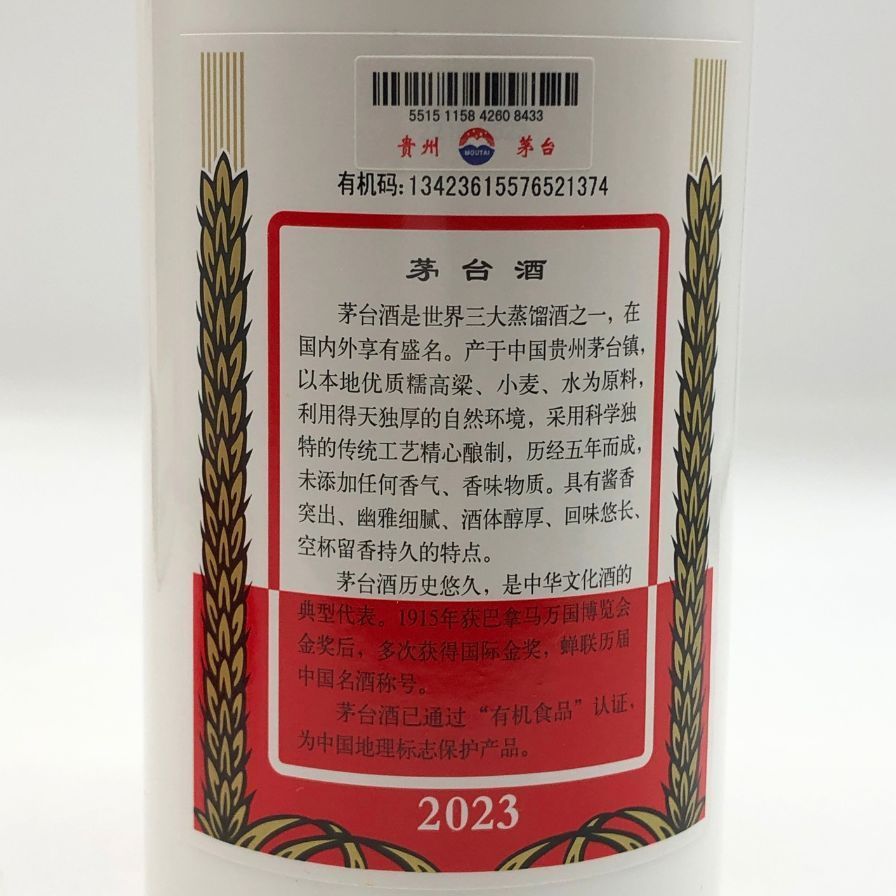 5515 1158 4260 8433
贵州 MOUTAI 茅台
有机码:13423615576521374
茅台酒
茅台酒是世界三大蒸馏酒之一，在
国内外享有盛名。产于中国贵州茅台镇，
以本地优质糯高粱、小麦、水为原料，
利用得天独厚的自然环境，采用科学独
特的传统工艺精心酿制，历经五年而成，
未添加任何香气、香味物质。具有酱香
突出、幽雅细腻、酒体醇厚、回味悠长、
空杯留香持久的特点。
茅台酒历史悠久，是中华文化酒的
典型代表。1915年获巴拿马万国博览会
金奖后，多次获得国际金奖，蝉联历届
中国名酒称号。
茅台酒已通过“有机食品”认证，
为中国地理标志保护产品。
2023